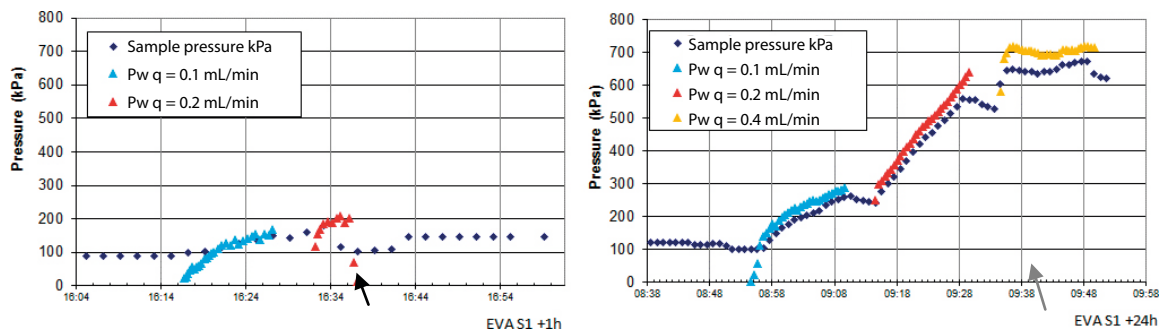 800
700
600
500
400
300
200
100
0
Pressure (kPa)
Sample pressure kPa
Pw q = 0.1 mL/min
Pw q = 0.2 mL/min
16:04 16:14 16:24 16:34 16:44 16:54
EVA S1 +1h
800
700
600
500
400
300
200
100
0
Pressure (kPa)
Sample pressure kPa
Pw q = 0.1 mL/min
Pw q = 0.2 mL/min
Pw q = 0.4 mL/min
08:38 08:48 08:58 09:08 09:18 09:28 09:38 09:48 09:58
EVA S1 +24h